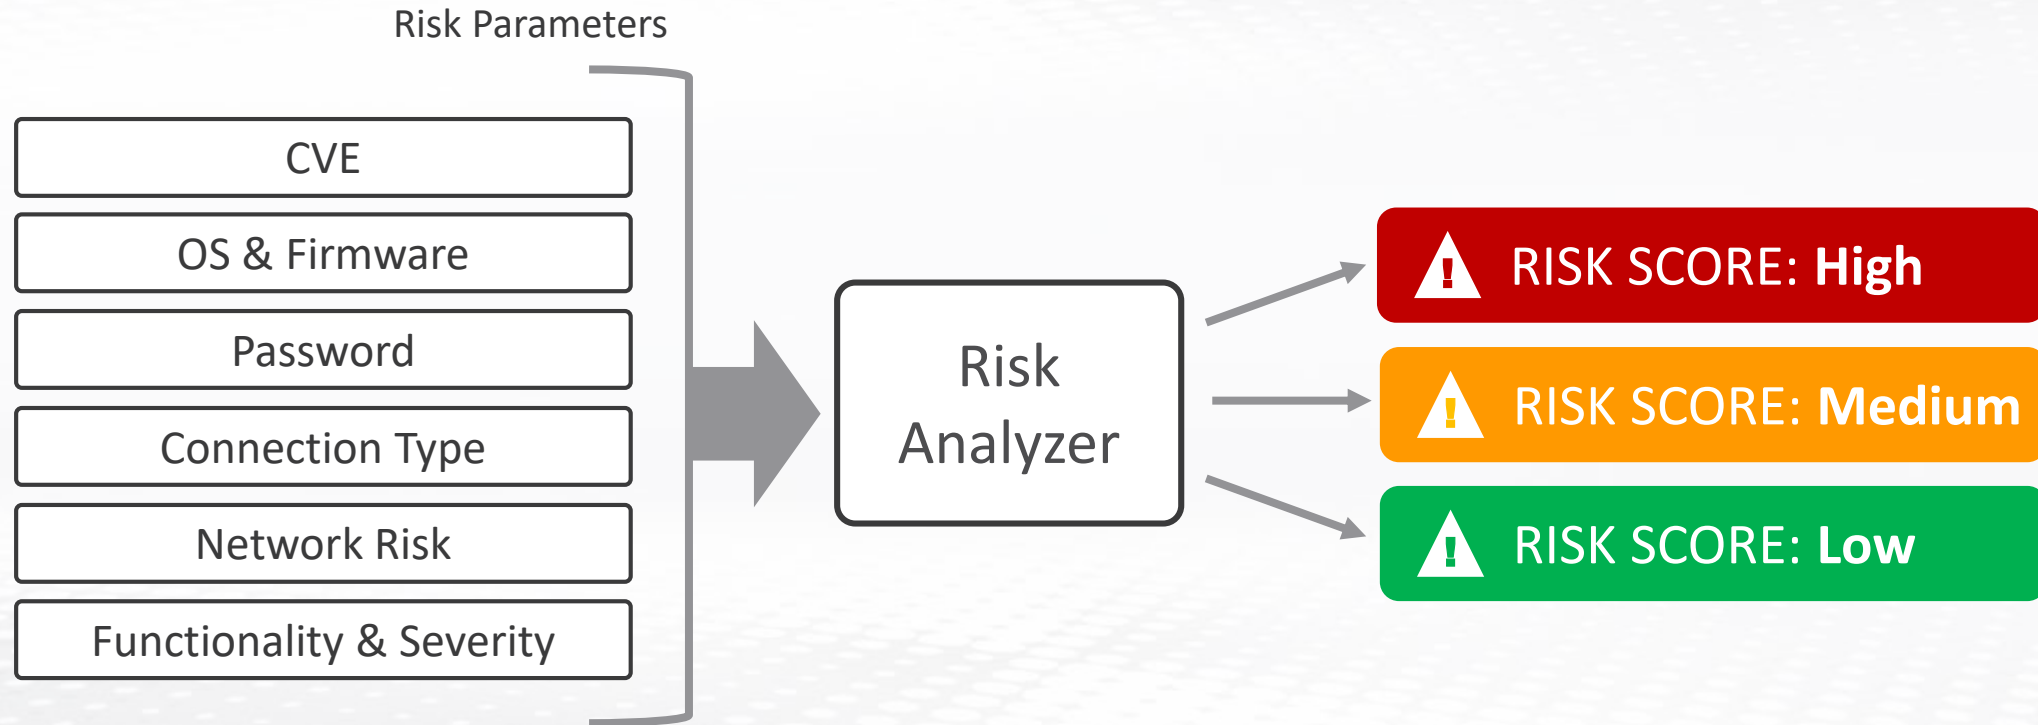 Risk Parameters
CVE
OS & Firmware
Password
Connection Type
Network Risk
Functionality & Severity
Risk
Analyzer
! RISK SCORE: High
! RISK SCORE: Medium
! RISK SCORE: Low